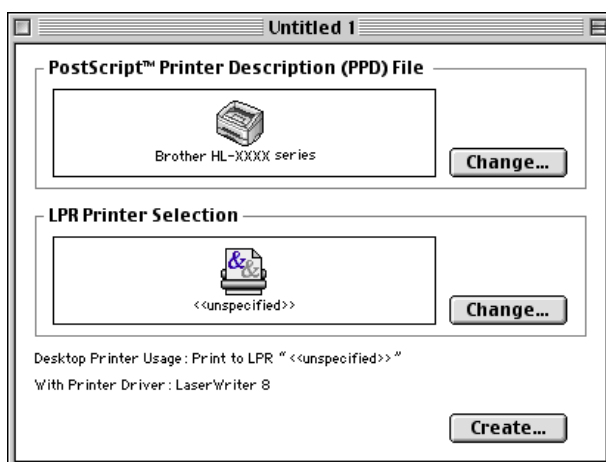 Untitled 1
PostScript™ Printer Description (PPD) File
Brother HL-XXXX series
Change...
LPR Printer Selection
&&
<<unspecified>>
Change...
Desktop Printer Usage : Print to LPR “ <<unspecified>> ”
With Printer Driver : LaserWriter 8
Create...